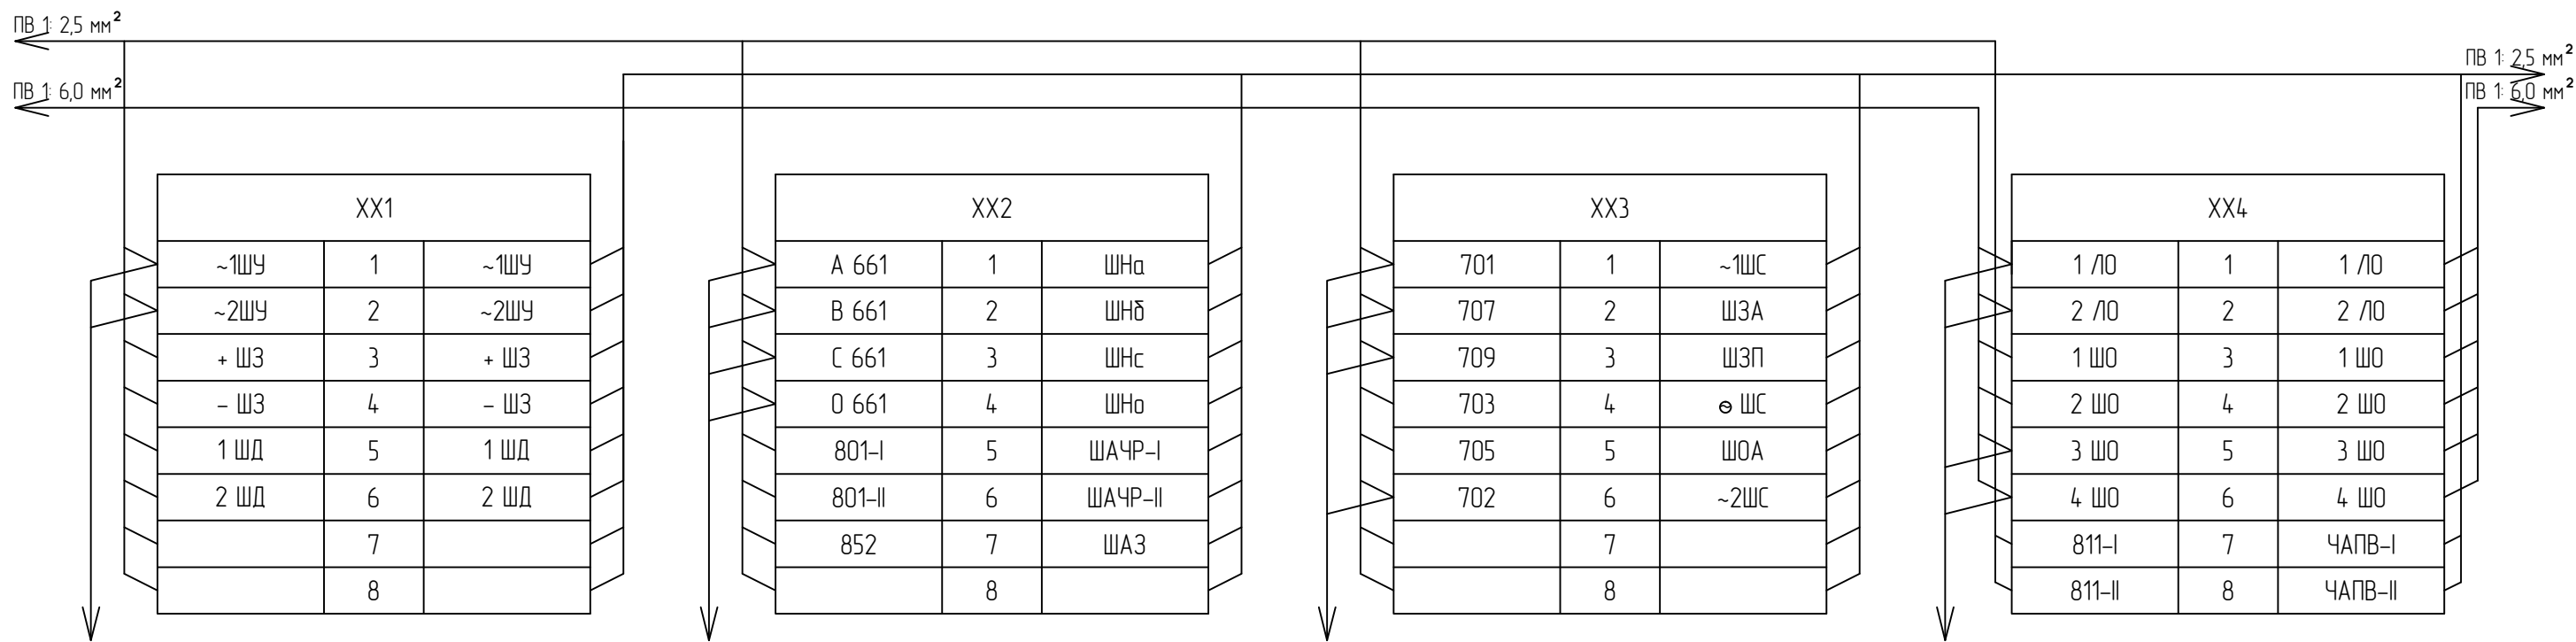 ПВ 1: 2,5 мм²
ПВ 1: 2,5 мм²
ПВ 1: 6,0 мм²
ПВ 1: 6,0 мм²
XX1
~1ШУ 1 ~1ШУ
~2ШУ 2 ~2ШУ
+ ШЗ 3 + ШЗ
– ШЗ 4 – ШЗ
1 ШД 5 1 ШД
2 ШД 6 2 ШД
7
8
XX2
А 661 1 ШНа
В 661 2 ШНб
С 661 3 ШНс
О 661 4 ШНо
801–I 5 ШАЧР–I
801–II 6 ШАЧР–II
852 7 ШАЗ
8
XX3
701 1 ~1ШС
707 2 ШЗА
709 3 ШЗП
703 4 ⊖ ШС
705 5 ШОА
702 6 ~2ШС
7
8
XX4
1 ЛО 1 1 ЛО
2 ЛО 2 2 ЛО
1 ШО 3 1 ШО
2 ШО 4 2 ШО
3 ШО 5 3 ШО
4 ШО 6 4 ШО
811–I 7 ЧАПВ–I
811–II 8 ЧАПВ–II